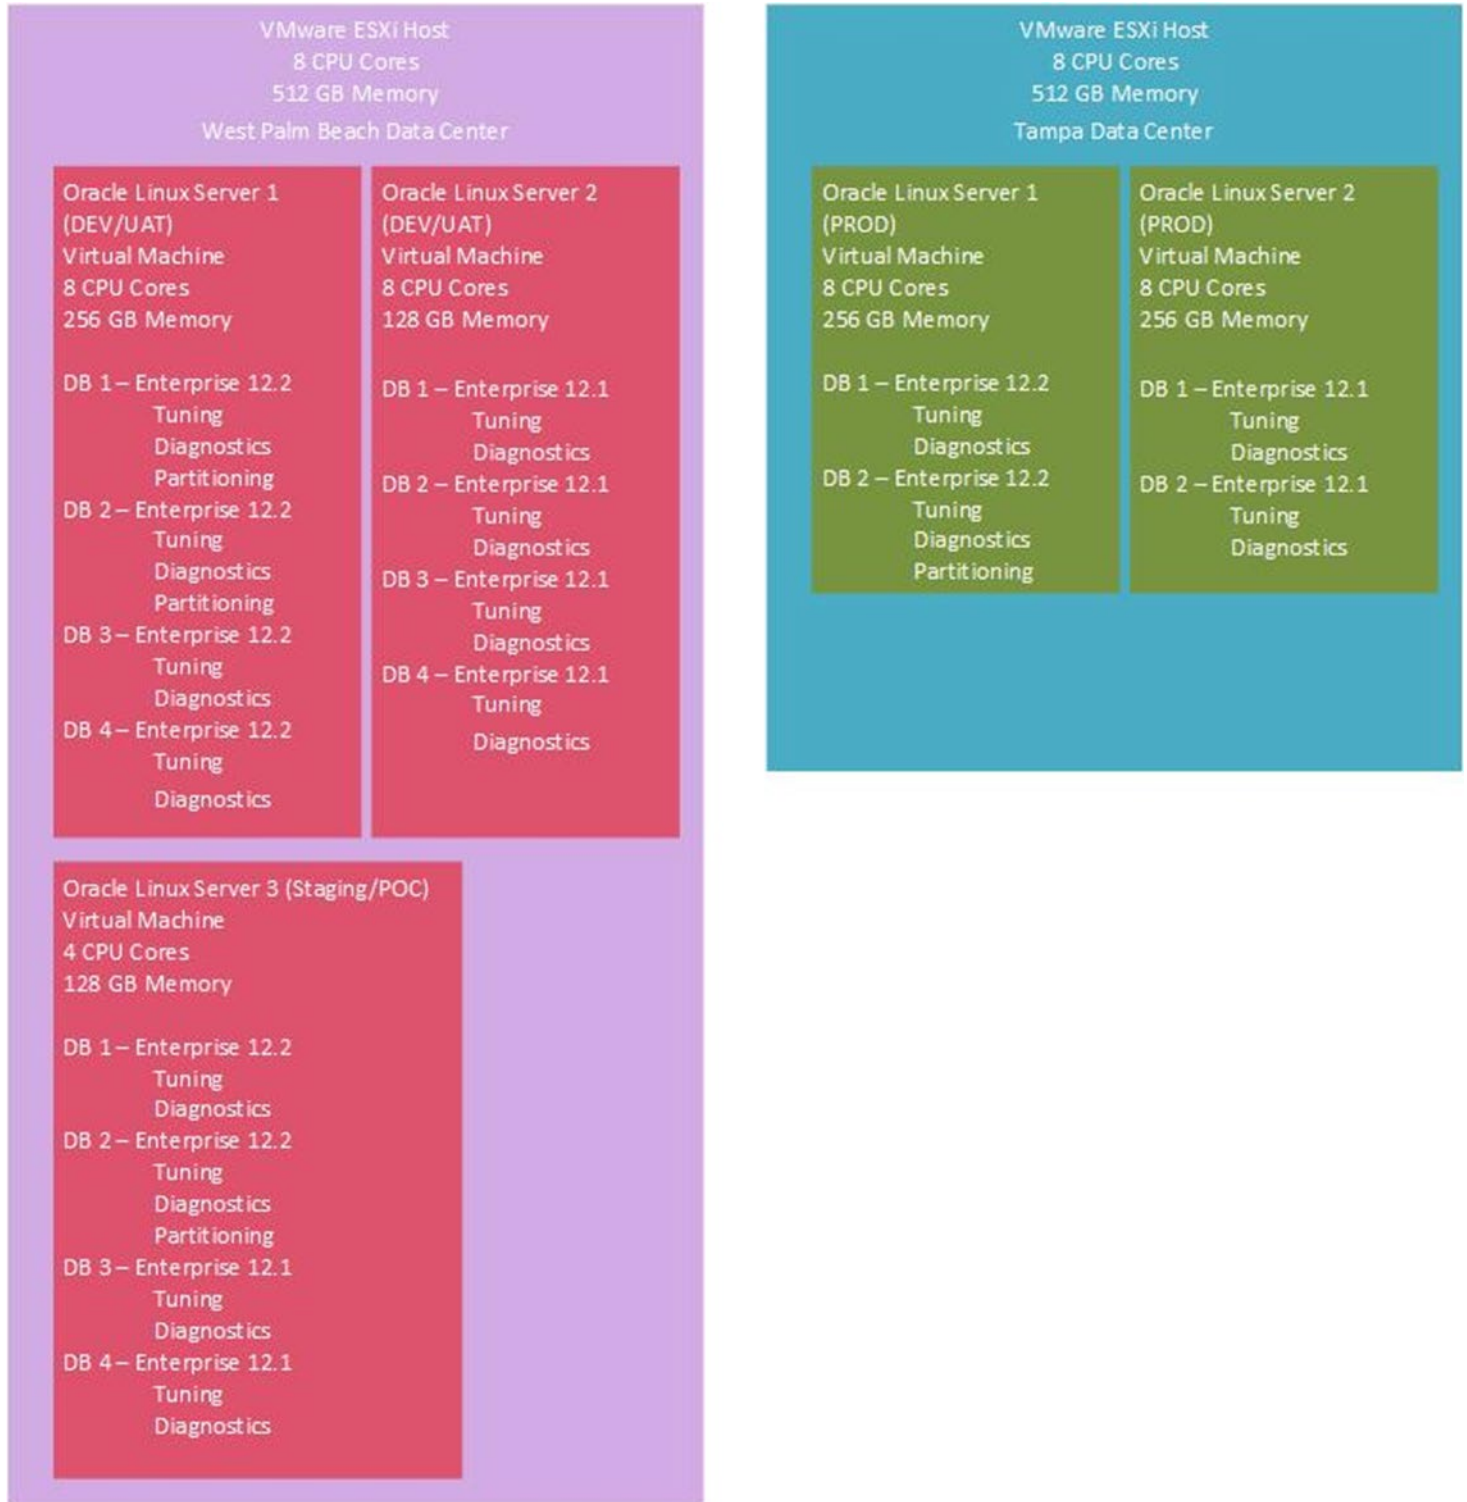 VMware ESXi Host
8 CPU Cores
512 GB Memory
West Palm Beach Data Center
Oracle Linux Server 1
(DEV/UAT)
Virtual Machine
8 CPU Cores
256 GB Memory
DB 1 – Enterprise 12.2
Tuning
Diagnostics
Partitioning
DB 2 – Enterprise 12.2
Tuning
Diagnostics
Partitioning
DB 3 – Enterprise 12.2
Tuning
Diagnostics
DB 4 – Enterprise 12.2
Tuning
Diagnostics
Oracle Linux Server 2
(DEV/UAT)
Virtual Machine
8 CPU Cores
128 GB Memory
DB 1 – Enterprise 12.1
Tuning
Diagnostics
DB 2 – Enterprise 12.1
Tuning
Diagnostics
DB 3 – Enterprise 12.1
Tuning
Diagnostics
DB 4 – Enterprise 12.1
Tuning
Diagnostics
Oracle Linux Server 3 (Staging/POC)
Virtual Machine
4 CPU Cores
128 GB Memory
DB 1 – Enterprise 12.2
Tuning
Diagnostics
DB 2 – Enterprise 12.2
Tuning
Diagnostics
Partitioning
DB 3 – Enterprise 12.1
Tuning
Diagnostics
DB 4 – Enterprise 12.1
Tuning
Diagnostics
VMware ESXi Host
8 CPU Cores
512 GB Memory
Tampa Data Center
Oracle Linux Server 1
(PROD)
Virtual Machine
8 CPU Cores
256 GB Memory
DB 1 – Enterprise 12.2
Tuning
Diagnostics
DB 2 – Enterprise 12.2
Tuning
Diagnostics
Partitioning
Oracle Linux Server 2
(PROD)
Virtual Machine
8 CPU Cores
256 GB Memory
DB 1 – Enterprise 12.1
Tuning
Diagnostics
DB 2 – Enterprise 12.1
Tuning
Diagnostics